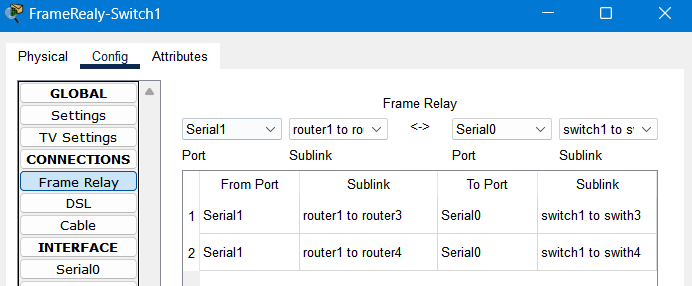 FrameRealy-Switch1
Physical Config Attributes
GLOBAL
Settings
TV Settings
CONNECTIONS
Frame Relay
DSL
Cable
INTERFACE
Serial0
Frame Relay
Serial1 router1 to ro <-> Serial0 switch1 to s
Port Sublink Port Sublink
From Port Sublink To Port Sublink
1 Serial1 router1 to router3 Serial0 switch1 to swith3
2 Serial1 router1 to router4 Serial0 switch1 to swith4